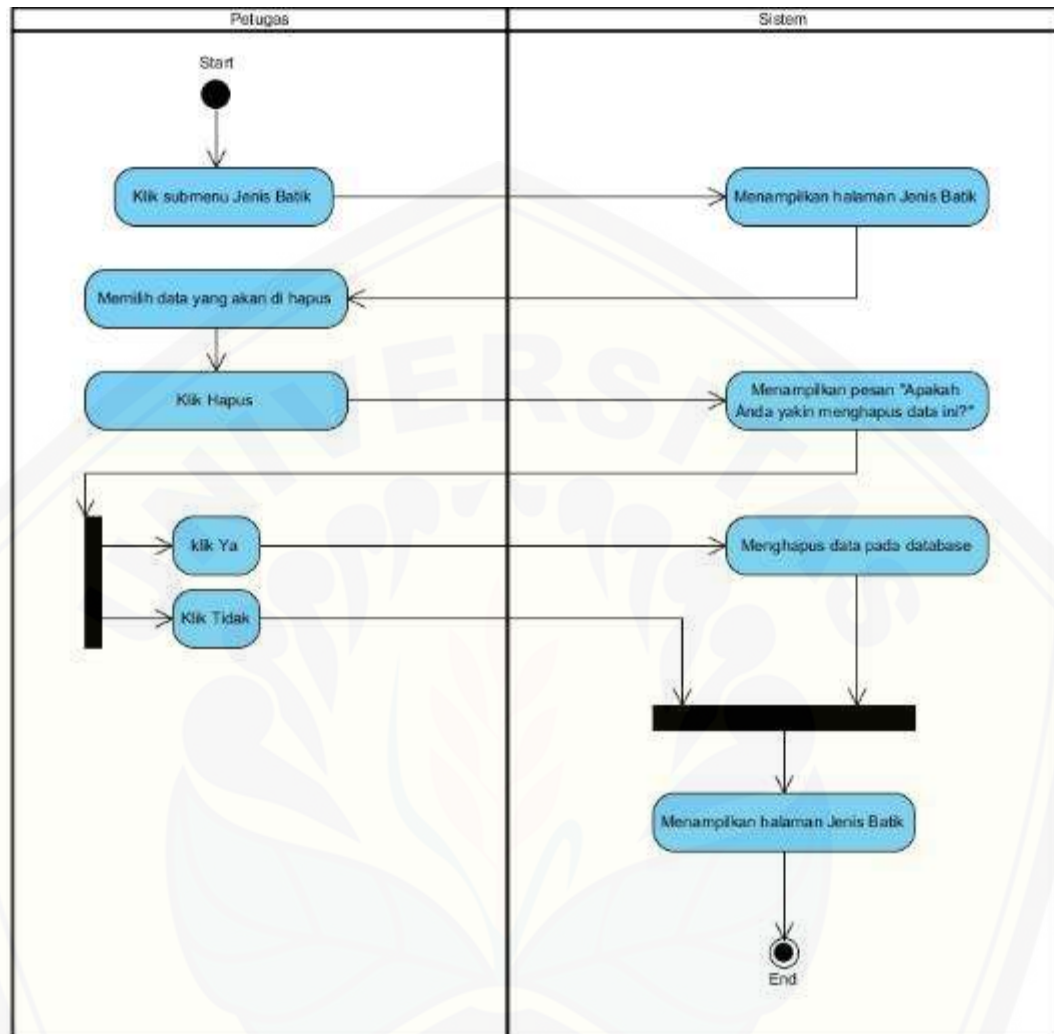 Petugas
Sistem
Start
Klik submenu Jenis Batik
Menampilkan halaman Jenis Batik
Memilih data yang akan di hapus
Klik Hapus
Menampilkan pesan "Apakah
Anda yakin menghapus data ini?"
klik Ya
Menghapus data pada database
Klik Tidak
Menampilkan halaman Jenis Batik
End
UNIVERSITAS